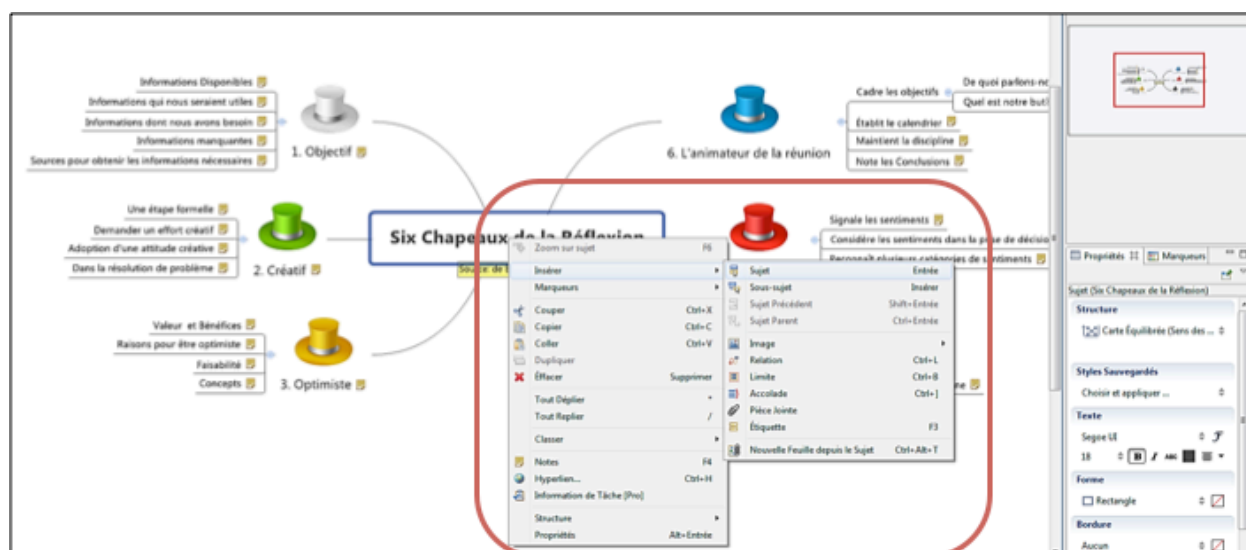 Informations Disponibles
Informations qui nous seraient utiles
Informations dont nous avons besoin
Informations manquantes
Sources pour obtenir les informations nécessaires
1. Objectif
Une étape formelle
Demander un effort créatif
Adoption d'une attitude créative
Dans la résolution de problème
2. Créatif
Valeur et Bénéfices
Raisons pour être optimiste
Faisabilité
Concepts
3. Optimiste
Six Chapeaux de la Réflexion
Source: de
6. L'animateur de la réunion
Cadre les objectifs
De quoi parlons-no
Quel est notre but
Établit le calendrier
Maintient la discipline
Note les Conclusions
Signale les sentiments
Considère les sentiments dans la prise de décisio
Reconnaît plusieurs catégories de sentiments
Zoom sur sujet F6
Insérer
Marqueurs
Couper Ctrl+X
Copier Ctrl+C
Coller Ctrl+V
Dupliquer
Effacer Supprimer
Tout Déplier *
Tout Replier /
Classer
Notes F4
Hyperlien... Ctrl+H
Information de Tâche [Pro]
Structure
Propriétés Alt+Entrée
Sujet Entrée
Sous-sujet Insérer
Sujet Précédent Shift+Entrée
Sujet Parent Ctrl+Entrée
Image
Relation Ctrl+L
Limite Ctrl+B
Accolade Ctrl+]
Pièce Jointe
Étiquette F3
Nouvelle Feuille depuis le Sujet Ctrl+Alt+T
ne
Propriétés
Marqueurs
Sujet (Six Chapeaux de la Réflexion)
Structure
Carte Équilibrée (Sens des ...
Styles Sauvegardés
Choisir et appliquer ...
Texte
Segoe UI
18 B I ABC
Forme
Rectangle
Bordure
Aucun